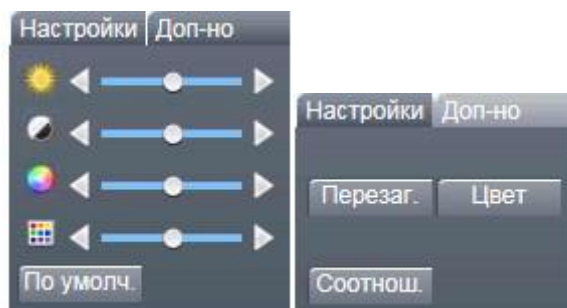 Настройки Доп-но
По умолч.
Настройки Доп-но
Перезаг. Цвет
Соотнош.